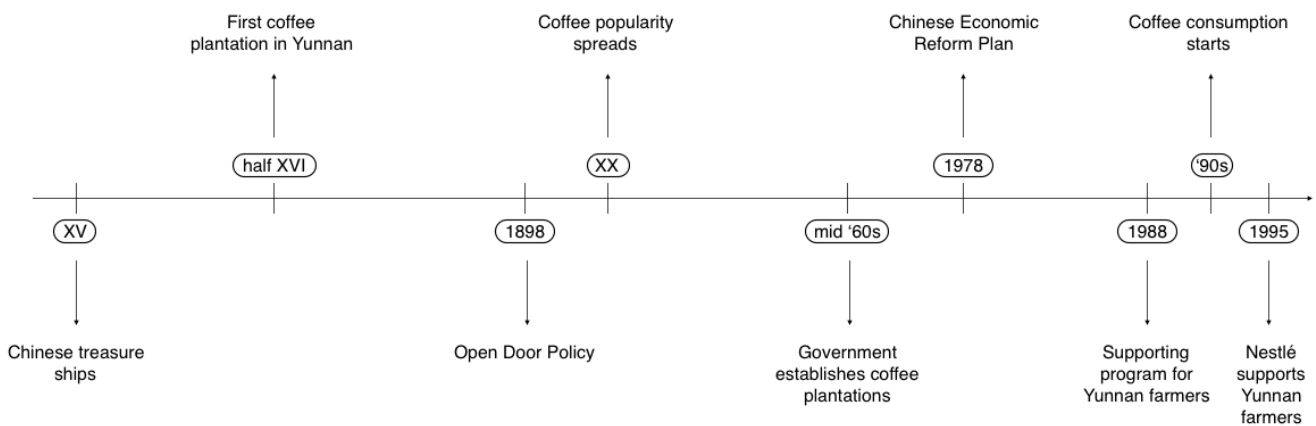 First coffee
plantation in Yunnan
Coffee popularity
spreads
Chinese Economic
Reform Plan
Coffee consumption
starts
half XVI
XX
1978
‘90s
XV
1898
mid ‘60s
1988
1995
Chinese treasure
ships
Open Door Policy
Government
establishes coffee
plantations
Supporting
program for
Yunnan farmers
Nestlé
supports
Yunnan
farmers